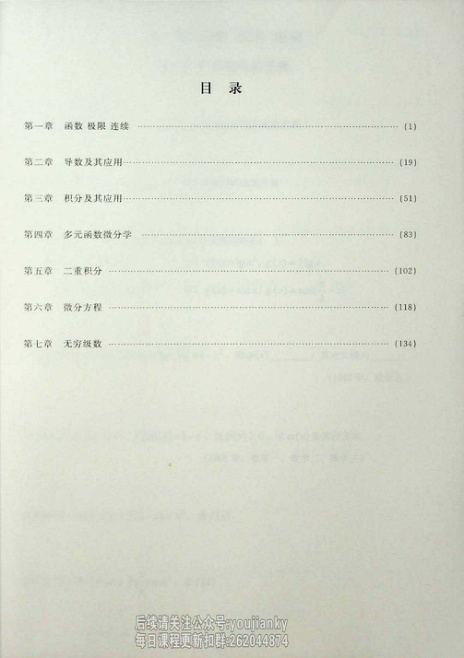 目 录
第一章 函数 极限 连续 (1)
第二章 导数及其应用 (19)
第三章 积分及其应用 (51)
第四章 多元函数微分学 (83)
第五章 二重积分 (102)
第六章 微分方程 (118)
第七章 无穷级数 (134)
后续请关注公众号:youjianky
每日课程更新扣群:262044874